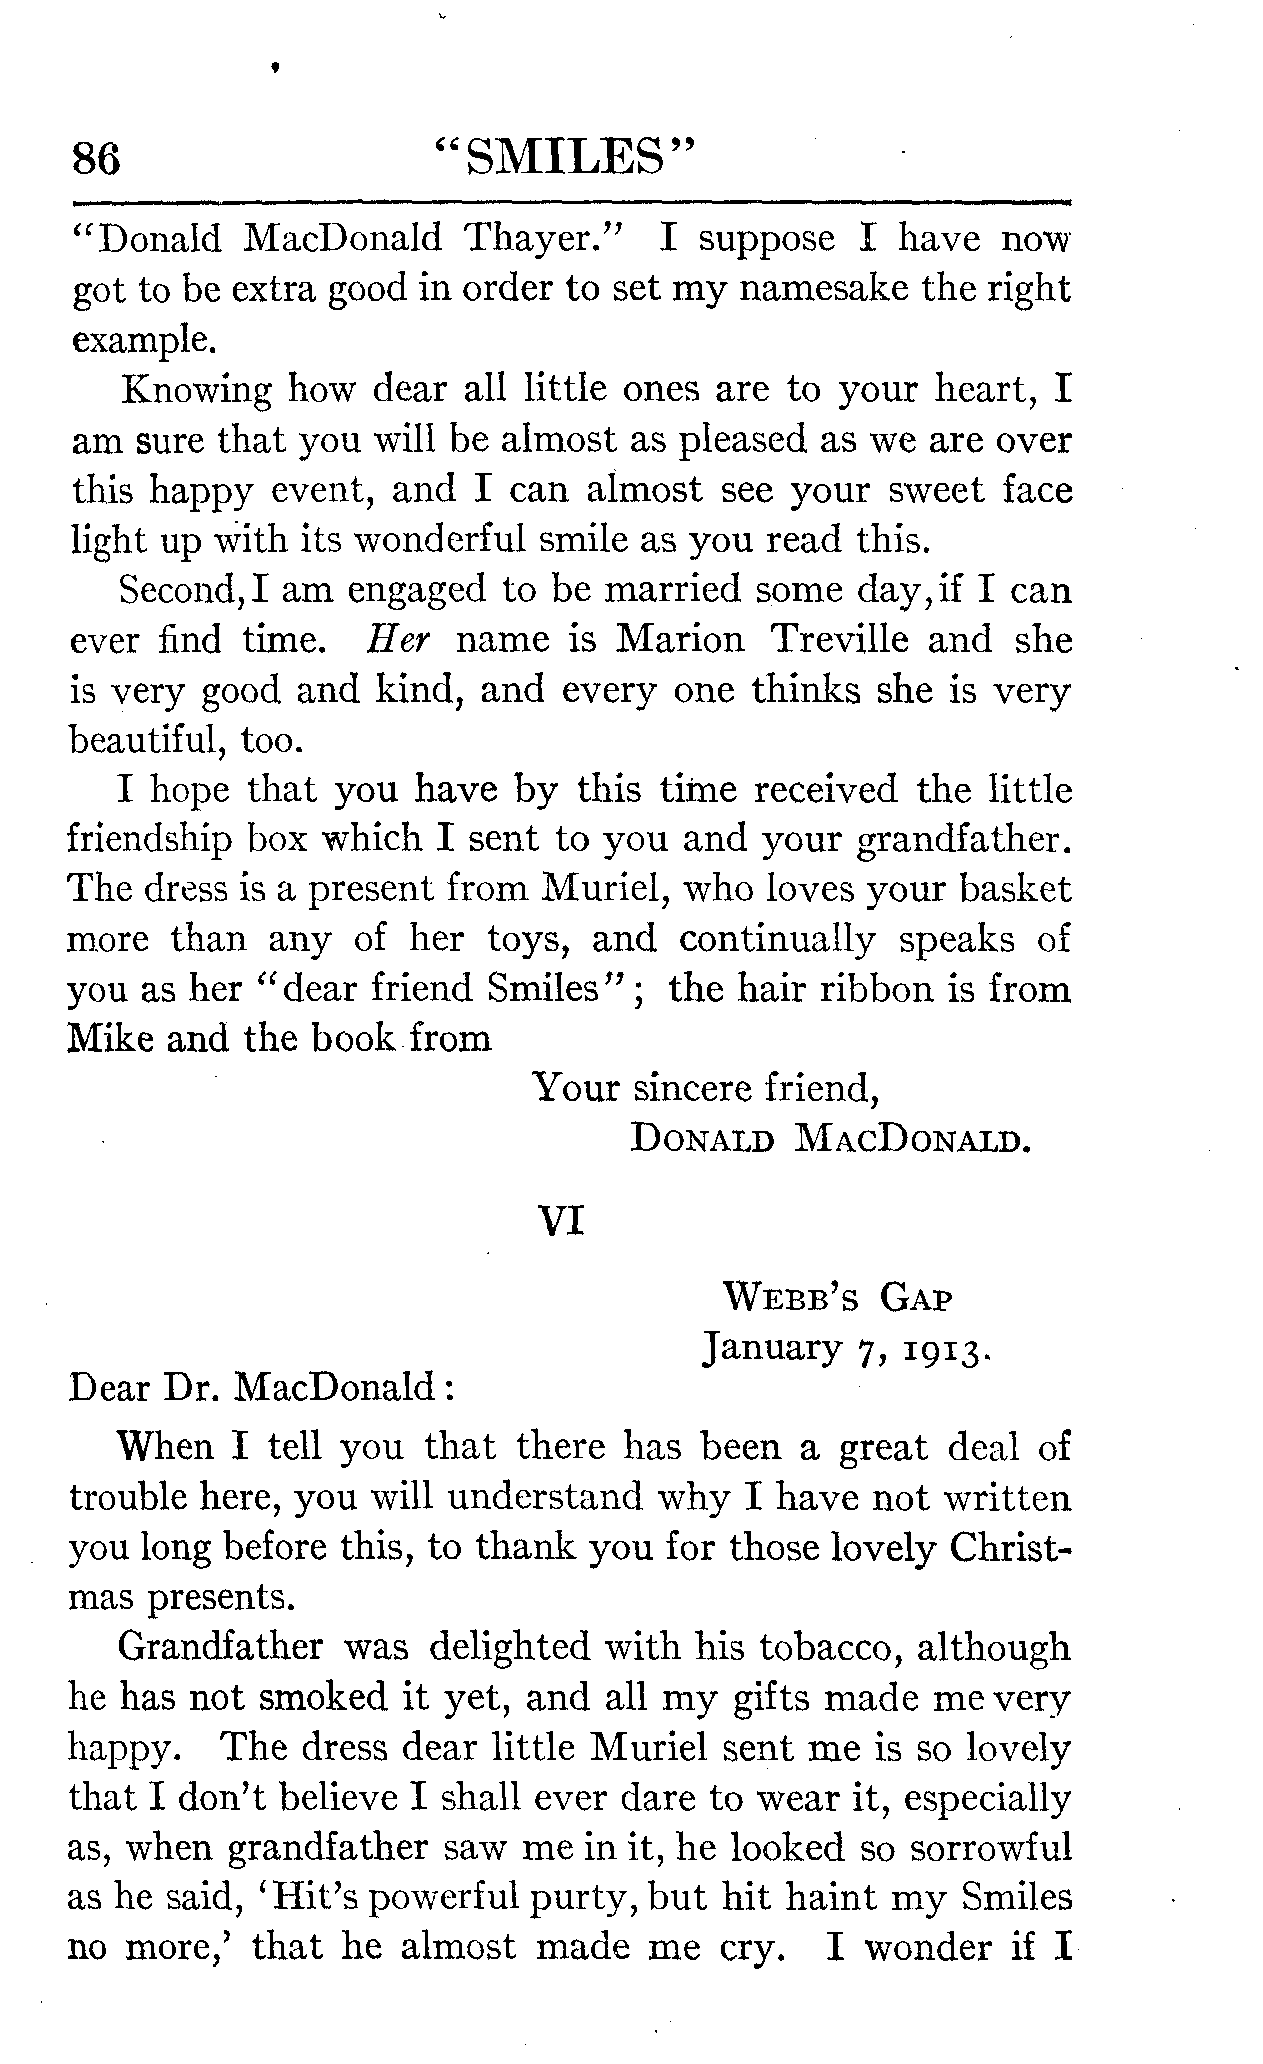 86 "SMILES"
"Donald MacDonald Thayer." I suppose I have now
got to be extra good in order to set my namesake the right
example.
Knowing how dear all little ones are to your heart, I
am sure that you will be almost as pleased as we are over
this happy event, and I can almost see your sweet face
light up with its wonderful smile as you read this.
Second, I am engaged to be married some day, if I can
ever find time. Her name is Marion Treville and she
is very good and kind, and every one thinks she is very
beautiful, too.
I hope that you have by this time received the little
friendship box which I sent to you and your grandfather.
The dress is a present from Muriel, who loves your basket
more than any of her toys, and continually speaks of
you as her "dear friend Smiles"; the hair ribbon is from
Mike and the book from
Your sincere friend,
DONALD MACDONALD.
VI
WEBB'S GAP
January 7, 1913.
Dear Dr. MacDonald:
When I tell you that there has been a great deal of
trouble here, you will understand why I have not written
you long before this, to thank you for those lovely Christ-
mas presents.
Grandfather was delighted with his tobacco, although
he has not smoked it yet, and all my gifts made me very
happy. The dress dear little Muriel sent me is so lovely
that I don't believe I shall ever dare to wear it, especially
as, when grandfather saw me in it, he looked so sorrowful
as he said, 'Hit's powerful purty, but hit haint my Smiles
no more,' that he almost made me cry. I wonder if I